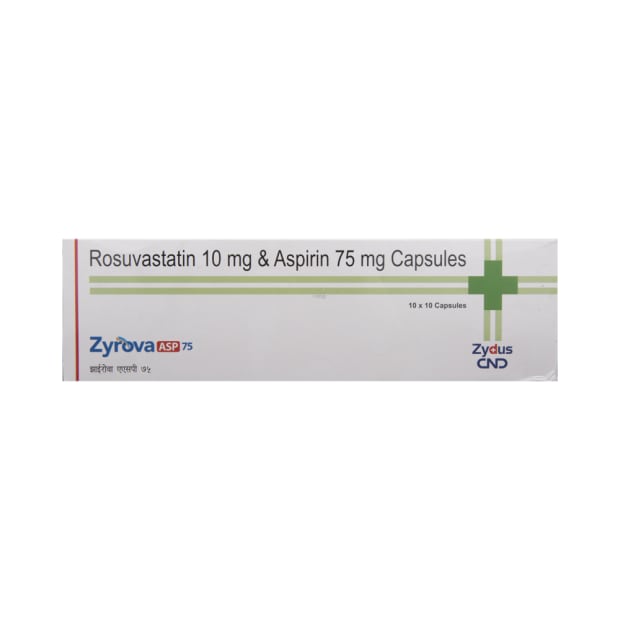 Rosuvastatin 10 mg & Aspirin 75 mg Capsules
10 x 10 Capsules
Zyrova ASP 75
झाईरोवा एएसपी ७५
Zydus
CND